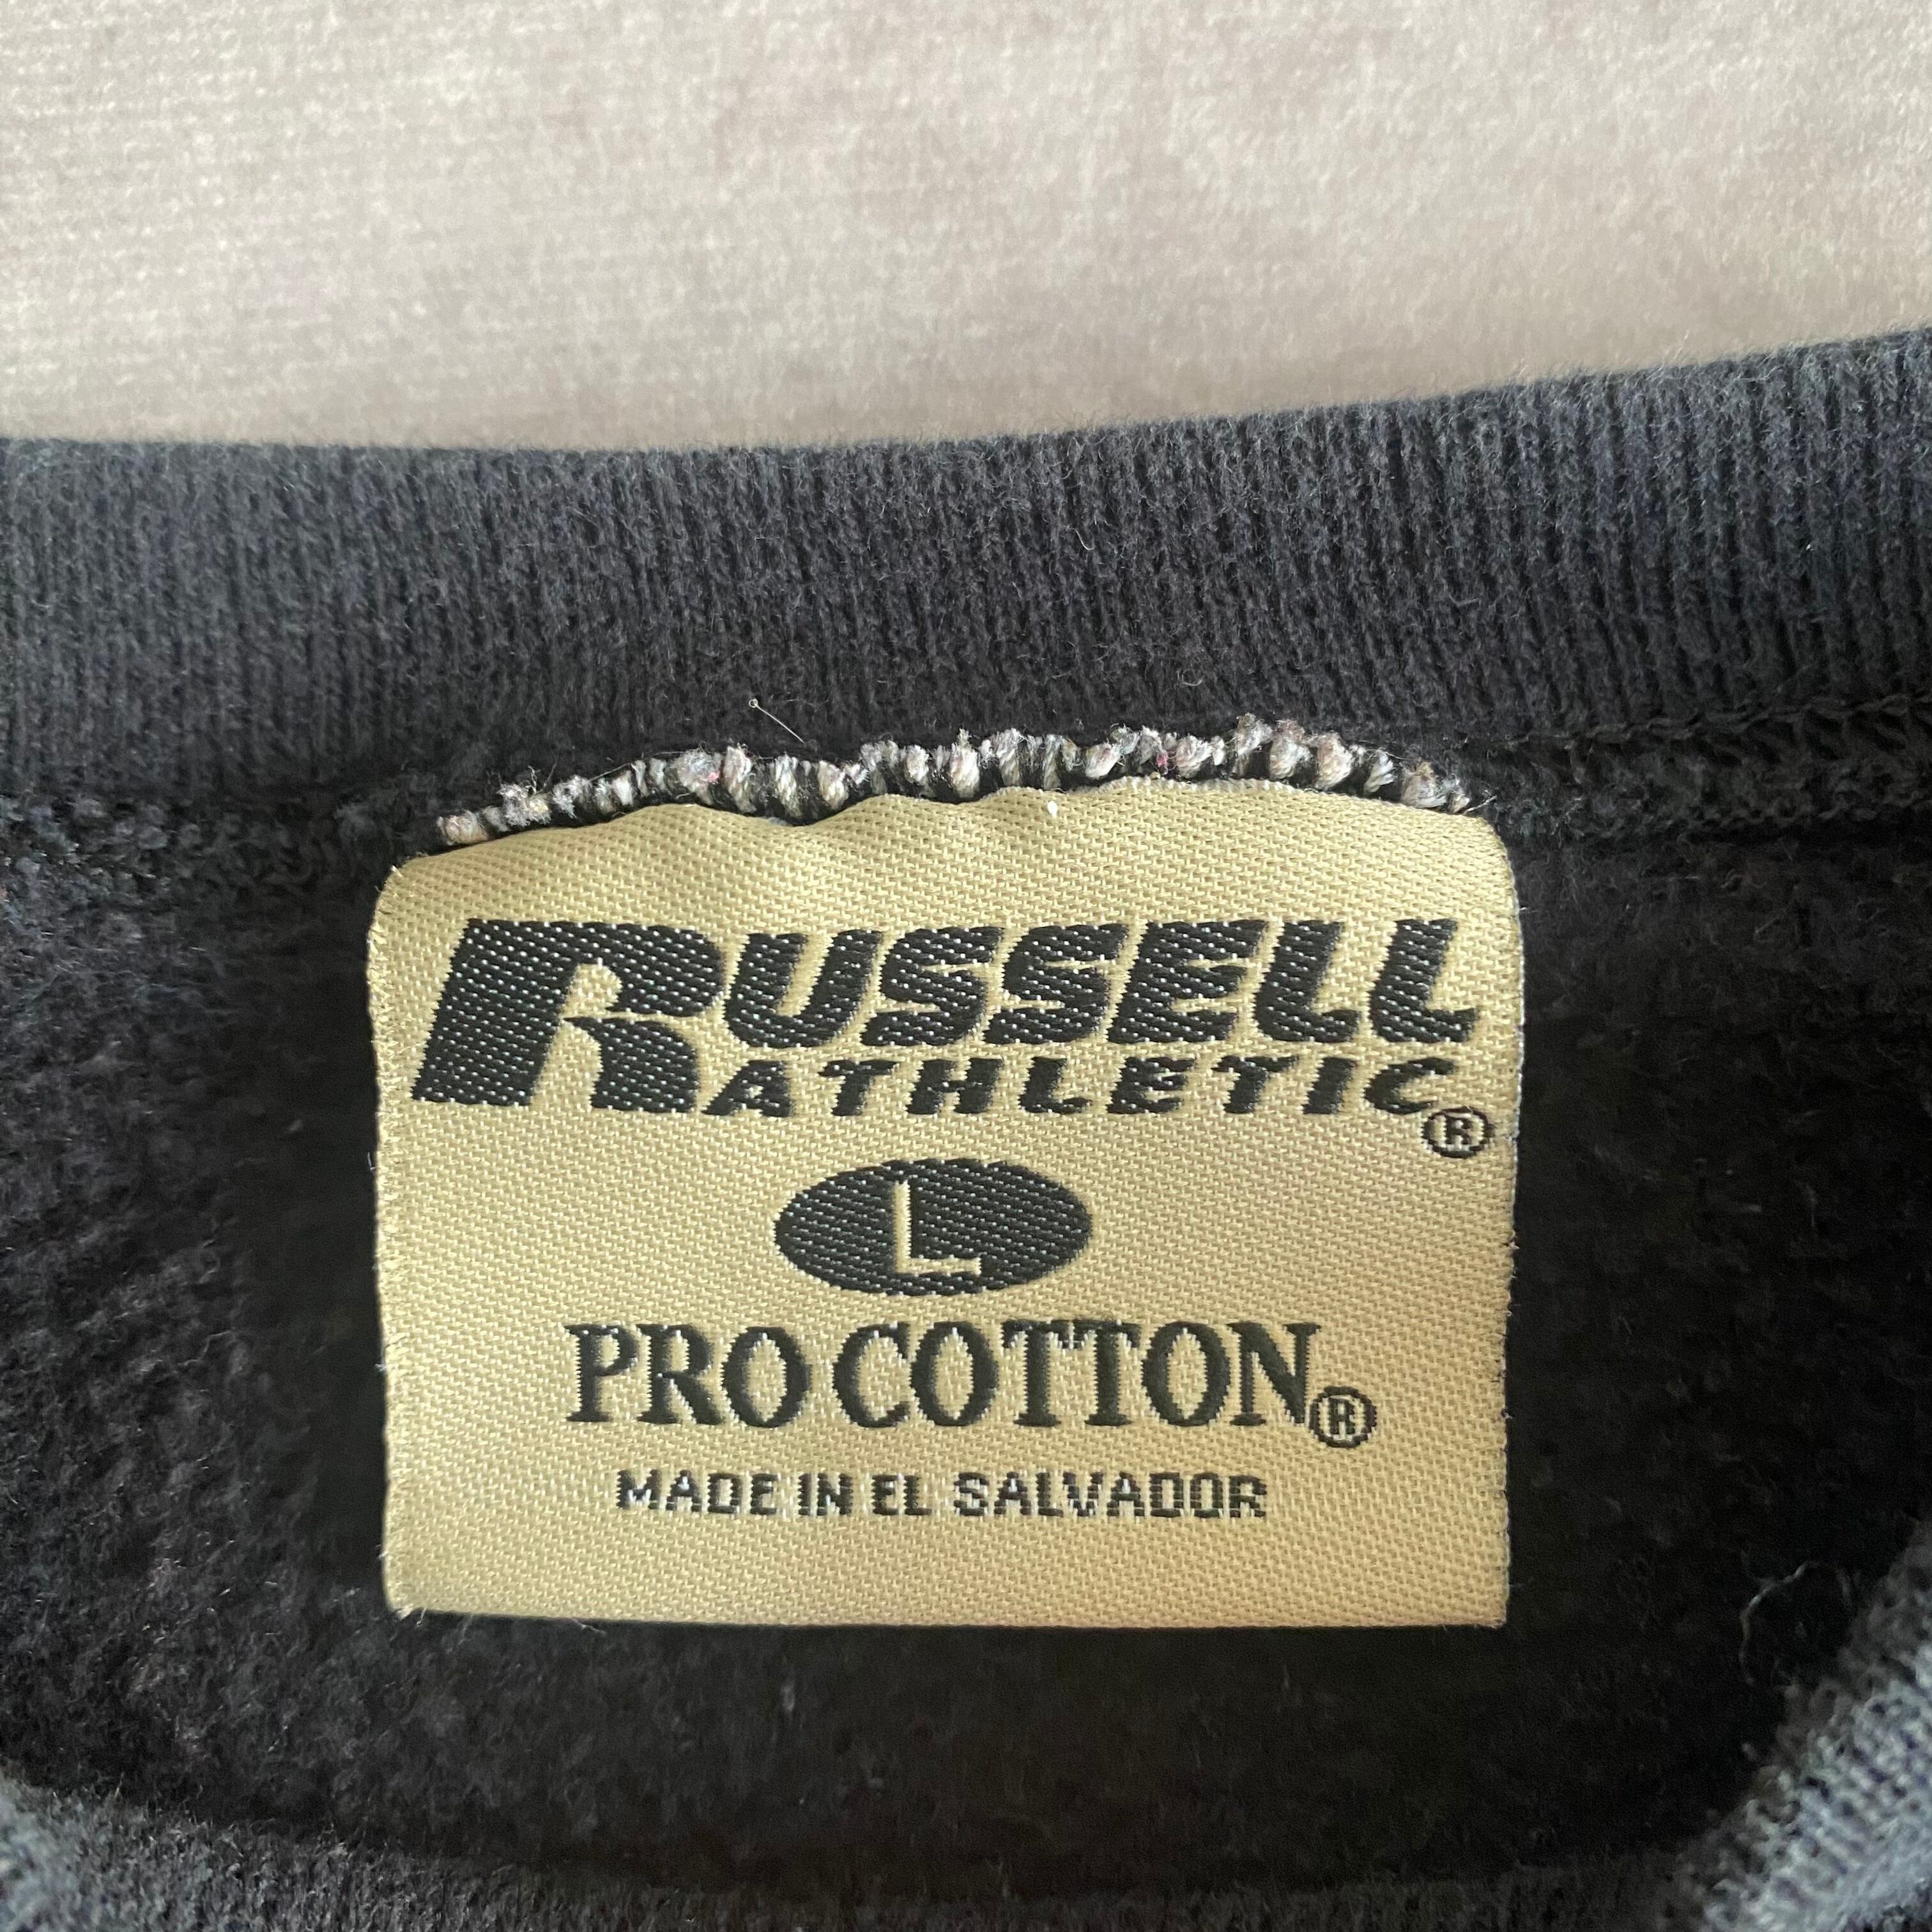 RUSSELL
ATHLETIC®
L
PRO COTTON®
MADE IN EL SALVADOR